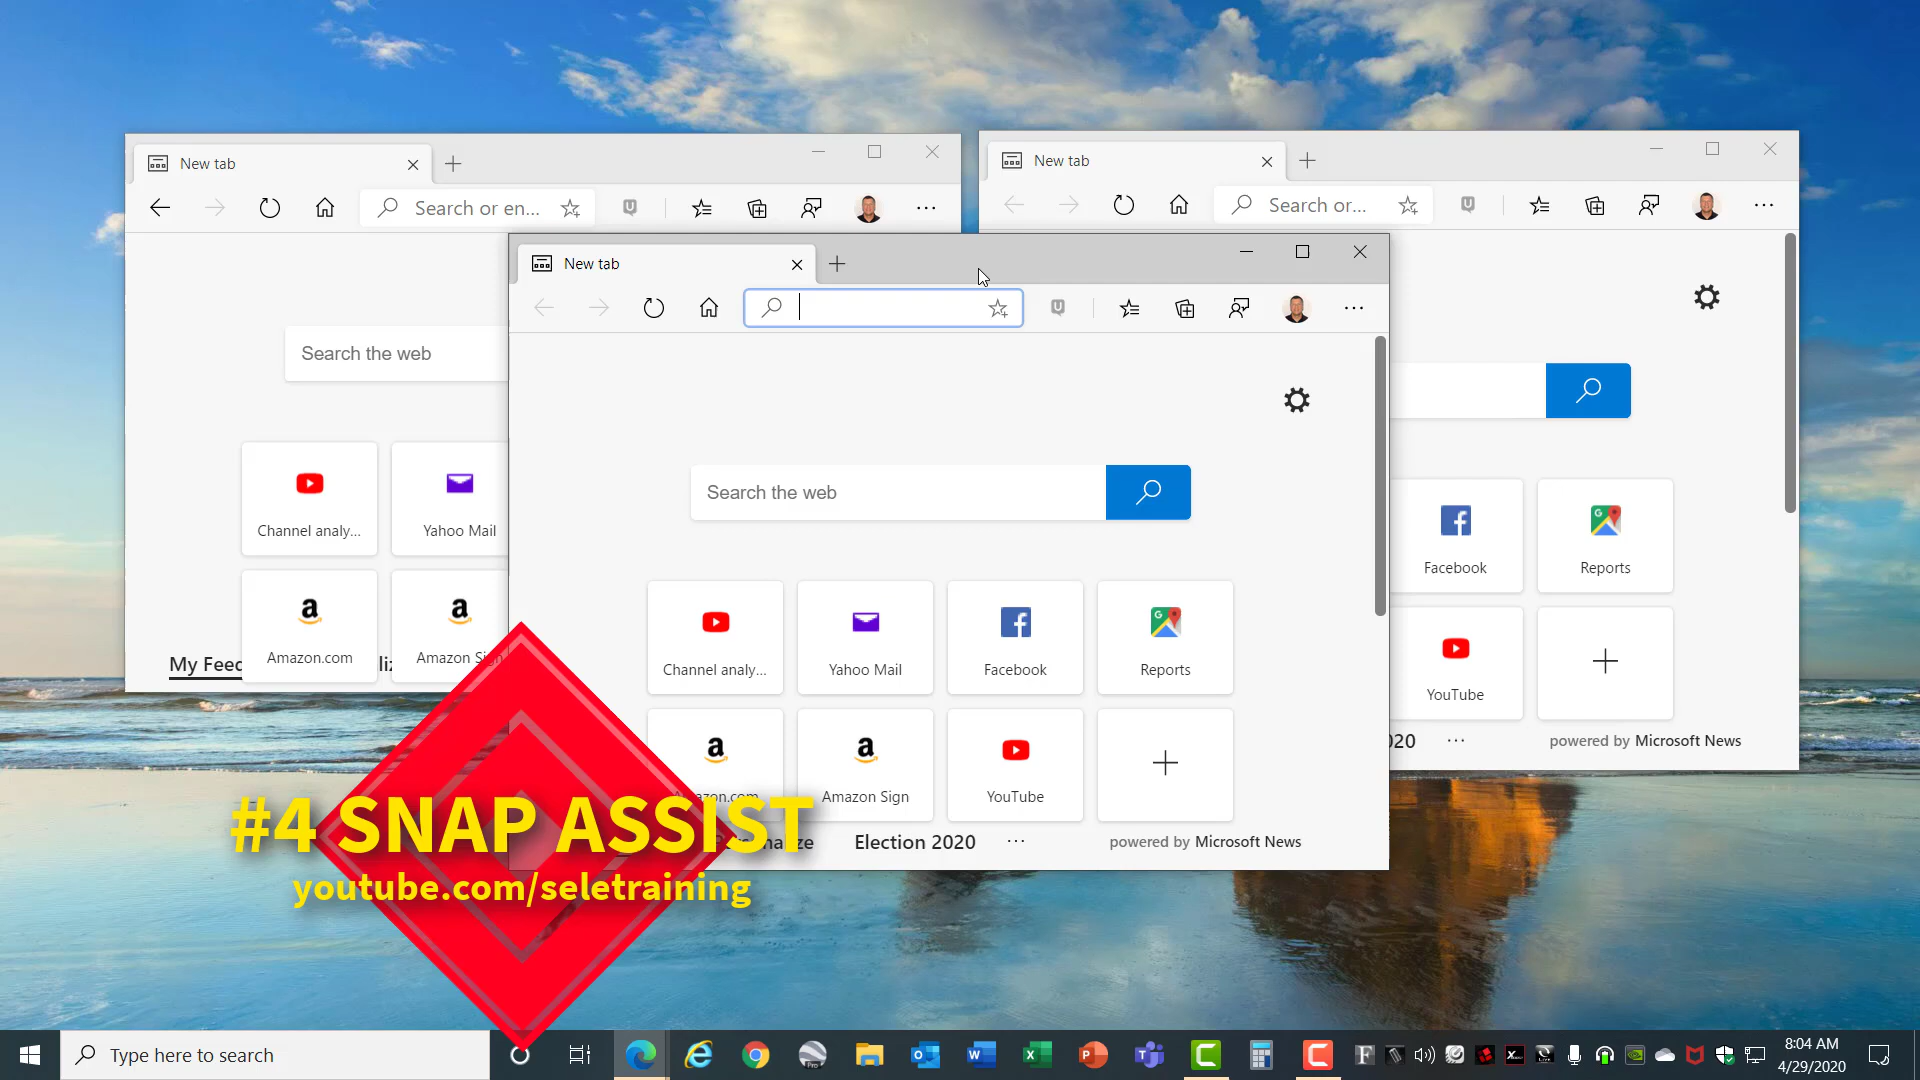 New tab
New tab
Search or en...
Search or...
New tab
Search the web
Search the web
Channel analy...
Yahoo Mail
Facebook
Reports
Amazon.com
Channel analy...
Yahoo Mail
Facebook
Reports
YouTube
My Feed
Amazon Sign
Amazon Sign
YouTube
powered by Microsoft News
Election 2020
powered by Microsoft News
#4 SNAP ASSIST
youtube.com/seletraining
Type here to search
8:04 AM
4/29/2020